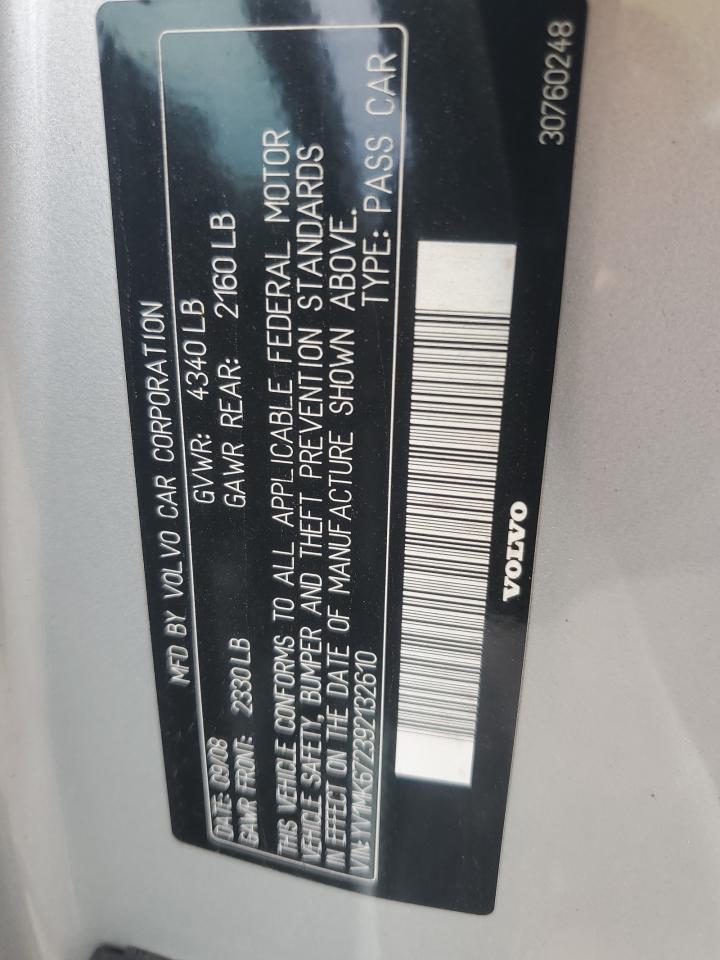 MFD BY VOLVO CAR CORPORATION
DATE: 09/08 GVWR: 4340 LB
GAWR FRONT: 2330 LB GAWR REAR: 2160 LB
THIS VEHICLE CONFORMS TO ALL APPLICABLE FEDERAL MOTOR
VEHICLE SAFETY, BUMPER AND THEFT PREVENTION STANDARDS
IN EFFECT ON THE DATE OF MANUFACTURE SHOWN ABOVE.
VIN: YV1MK672392132610 TYPE: PASS CAR
VOLVO
30760248